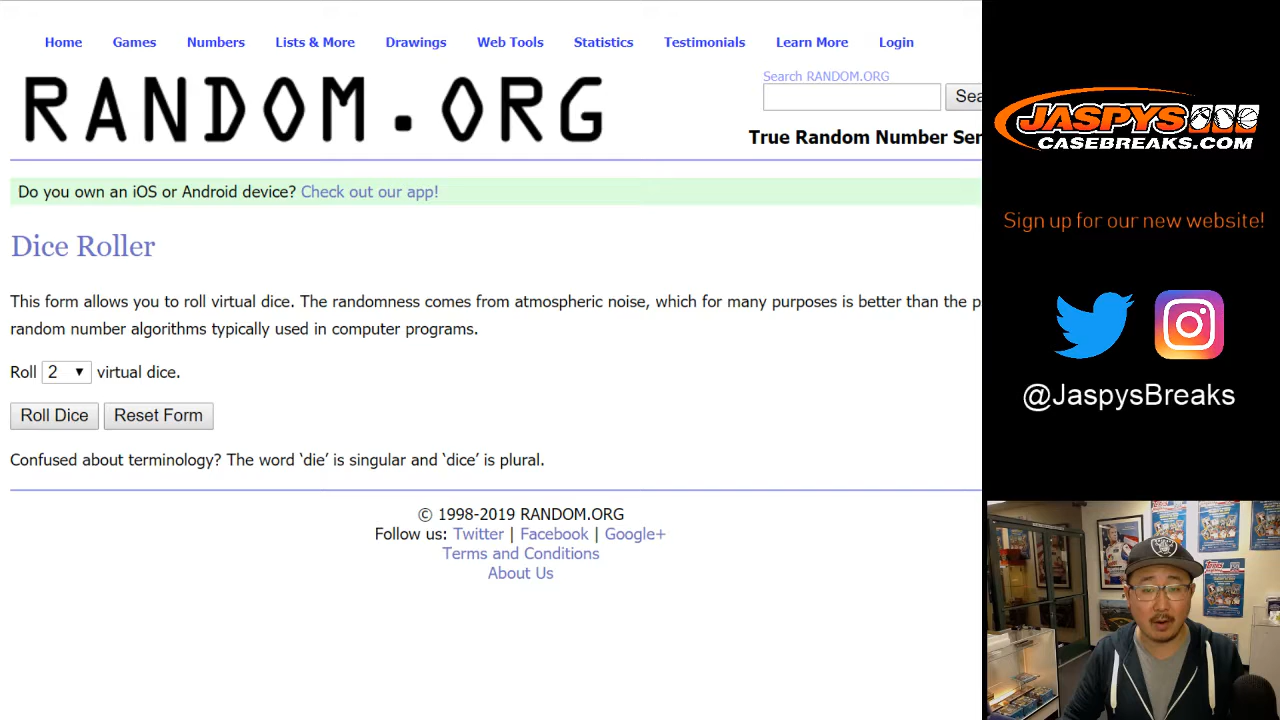 Home Games Numbers Lists & More Drawings Web Tools Statistics Testimonials Learn More Login
RANDOM.ORG
Search RANDOM.ORG
Sea
True Random Number Ser
Do you own an iOS or Android device? Check out our app!
Dice Roller
This form allows you to roll virtual dice. The randomness comes from atmospheric noise, which for many purposes is better than the p
random number algorithms typically used in computer programs.
Roll 2 virtual dice.
Roll Dice Reset Form
Confused about terminology? The word ‘die’ is singular and ‘dice’ is plural.
© 1998-2019 RANDOM.ORG
Follow us: Twitter | Facebook | Google+
Terms and Conditions
About Us
JASPYS
CASEBREAKS.COM
Sign up for our new website!
@JaspysBreaks